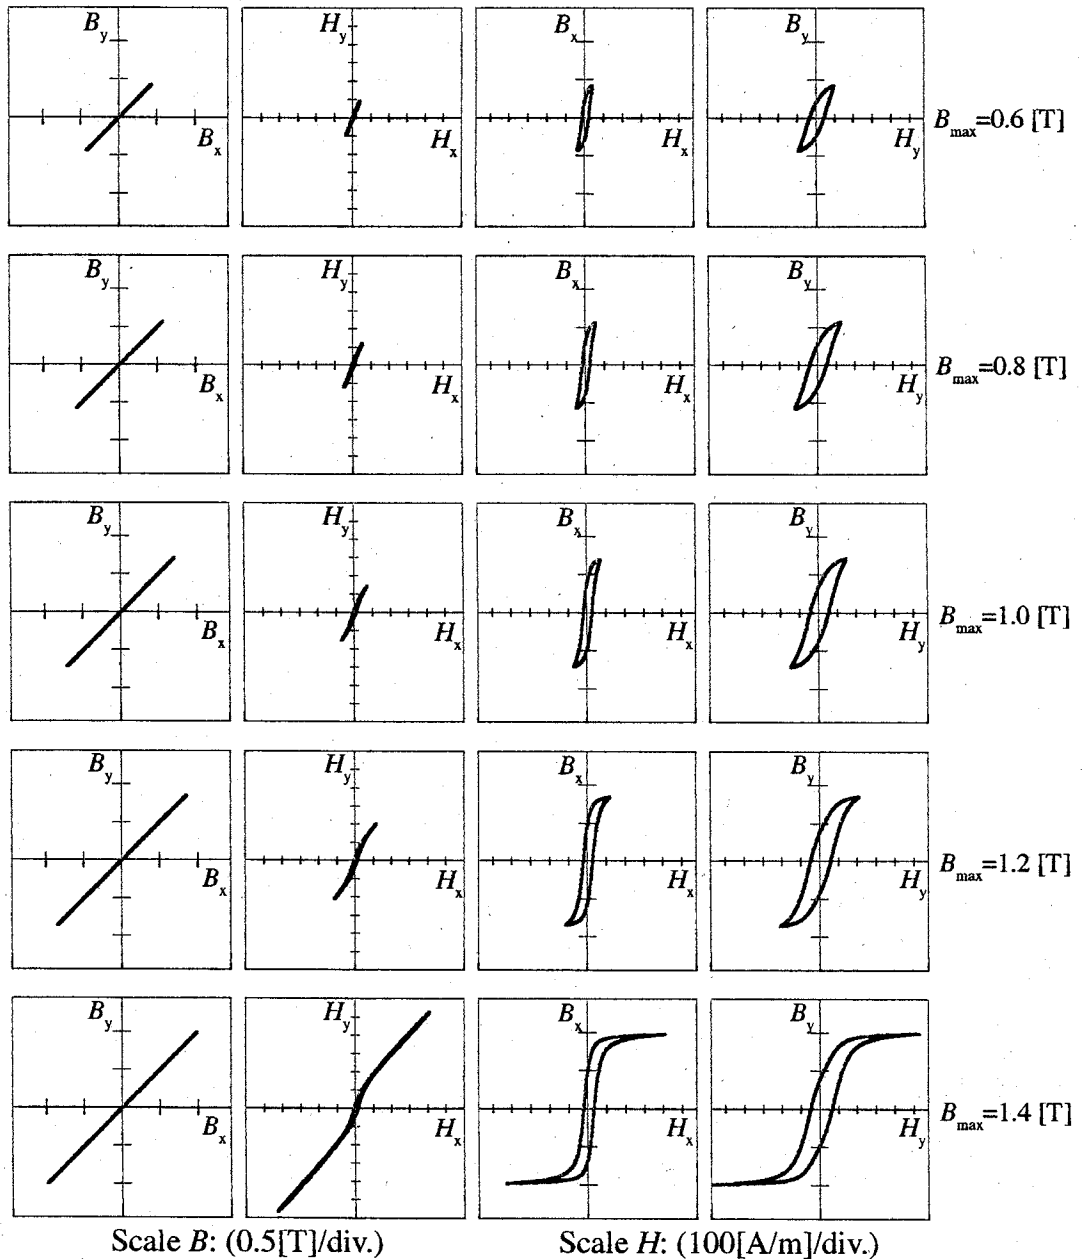 B_y H_y B_x B_y
B_x H_x H_x H_y B_max=0.6 [T]
B_y H_y B_x B_y
B_x H_x H_x H_y B_max=0.8 [T]
B_y H_y B_x B_y
B_x H_x H_x H_y B_max=1.0 [T]
B_y H_y B_x B_y
B_x H_x H_x H_y B_max=1.2 [T]
B_y H_y B_x B_y
B_x H_x H_x H_y B_max=1.4 [T]
Scale B: (0.5[T]/div.) Scale H: (100[A/m]/div.)